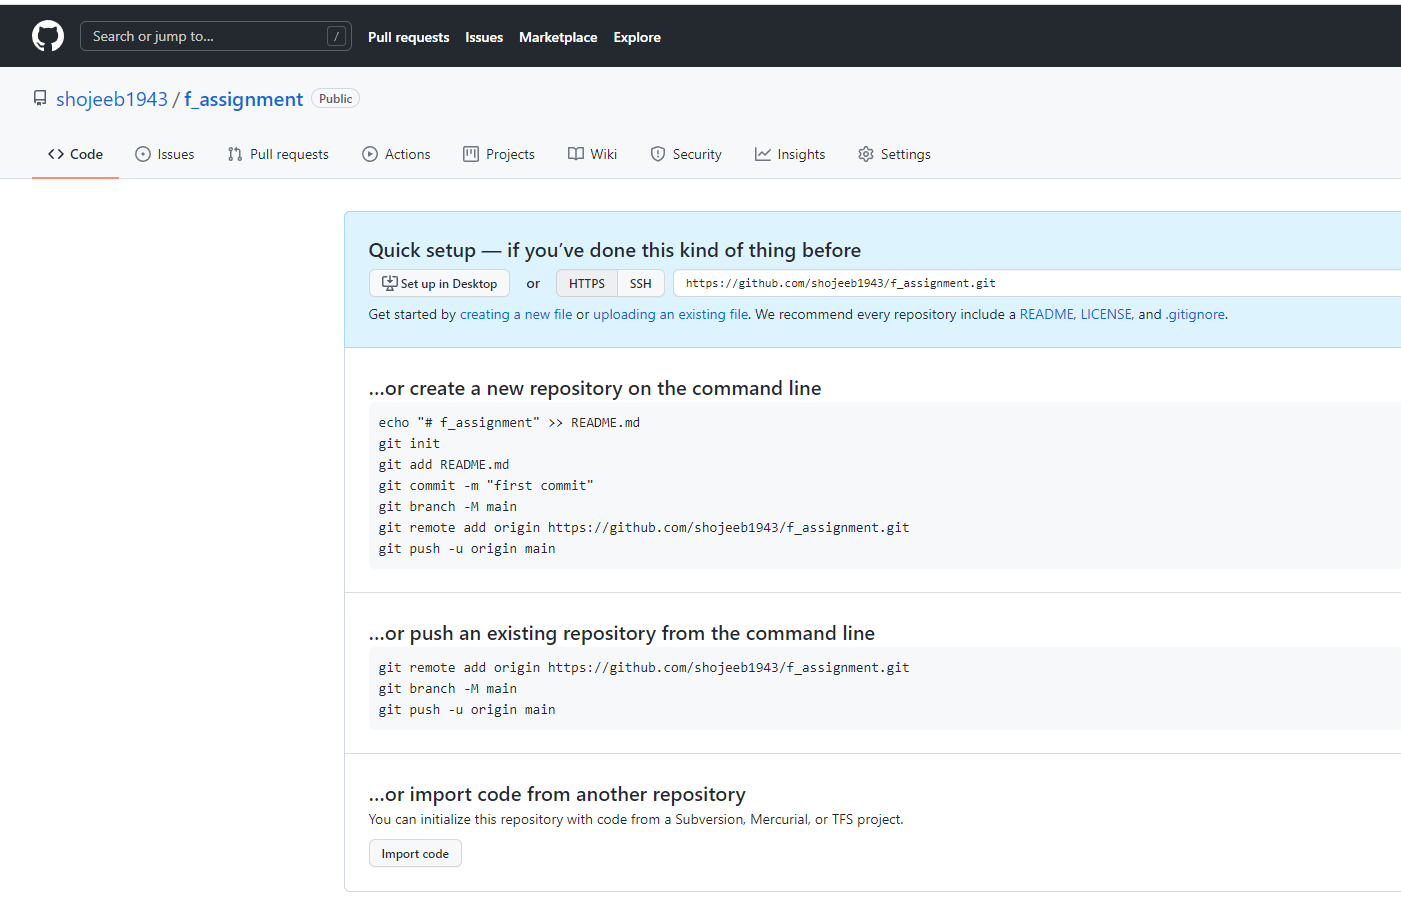 Search or jump to... /
Pull requests Issues Marketplace Explore
shojeeb1943 / f_assignment Public
<> Code Issues Pull requests Actions Projects Wiki Security Insights Settings
Quick setup — if you’ve done this kind of thing before
Set up in Desktop or HTTPS SSH https://github.com/shojeeb1943/f_assignment.git
Get started by creating a new file or uploading an existing file. We recommend every repository include a README, LICENSE, and .gitignore.
…or create a new repository on the command line
echo "# f_assignment" >> README.md
git init
git add README.md
git commit -m "first commit"
git branch -M main
git remote add origin https://github.com/shojeeb1943/f_assignment.git
git push -u origin main
…or push an existing repository from the command line
git remote add origin https://github.com/shojeeb1943/f_assignment.git
git branch -M main
git push -u origin main
…or import code from another repository
You can initialize this repository with code from a Subversion, Mercurial, or TFS project.
Import code